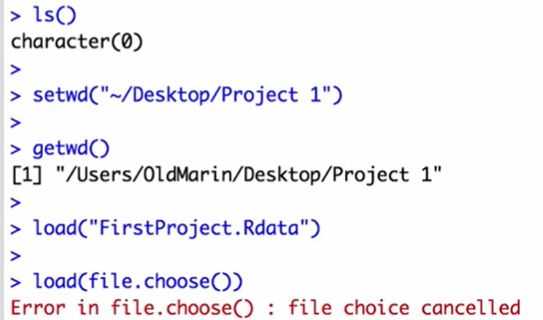 > ls()
character(0)
>
> setwd("~/Desktop/Project 1")
>
> getwd()
[1] "/Users/OldMarin/Desktop/Project 1"
>
> load("FirstProject.Rdata")
>
> load(file.choose())
Error in file.choose() : file choice cancelled